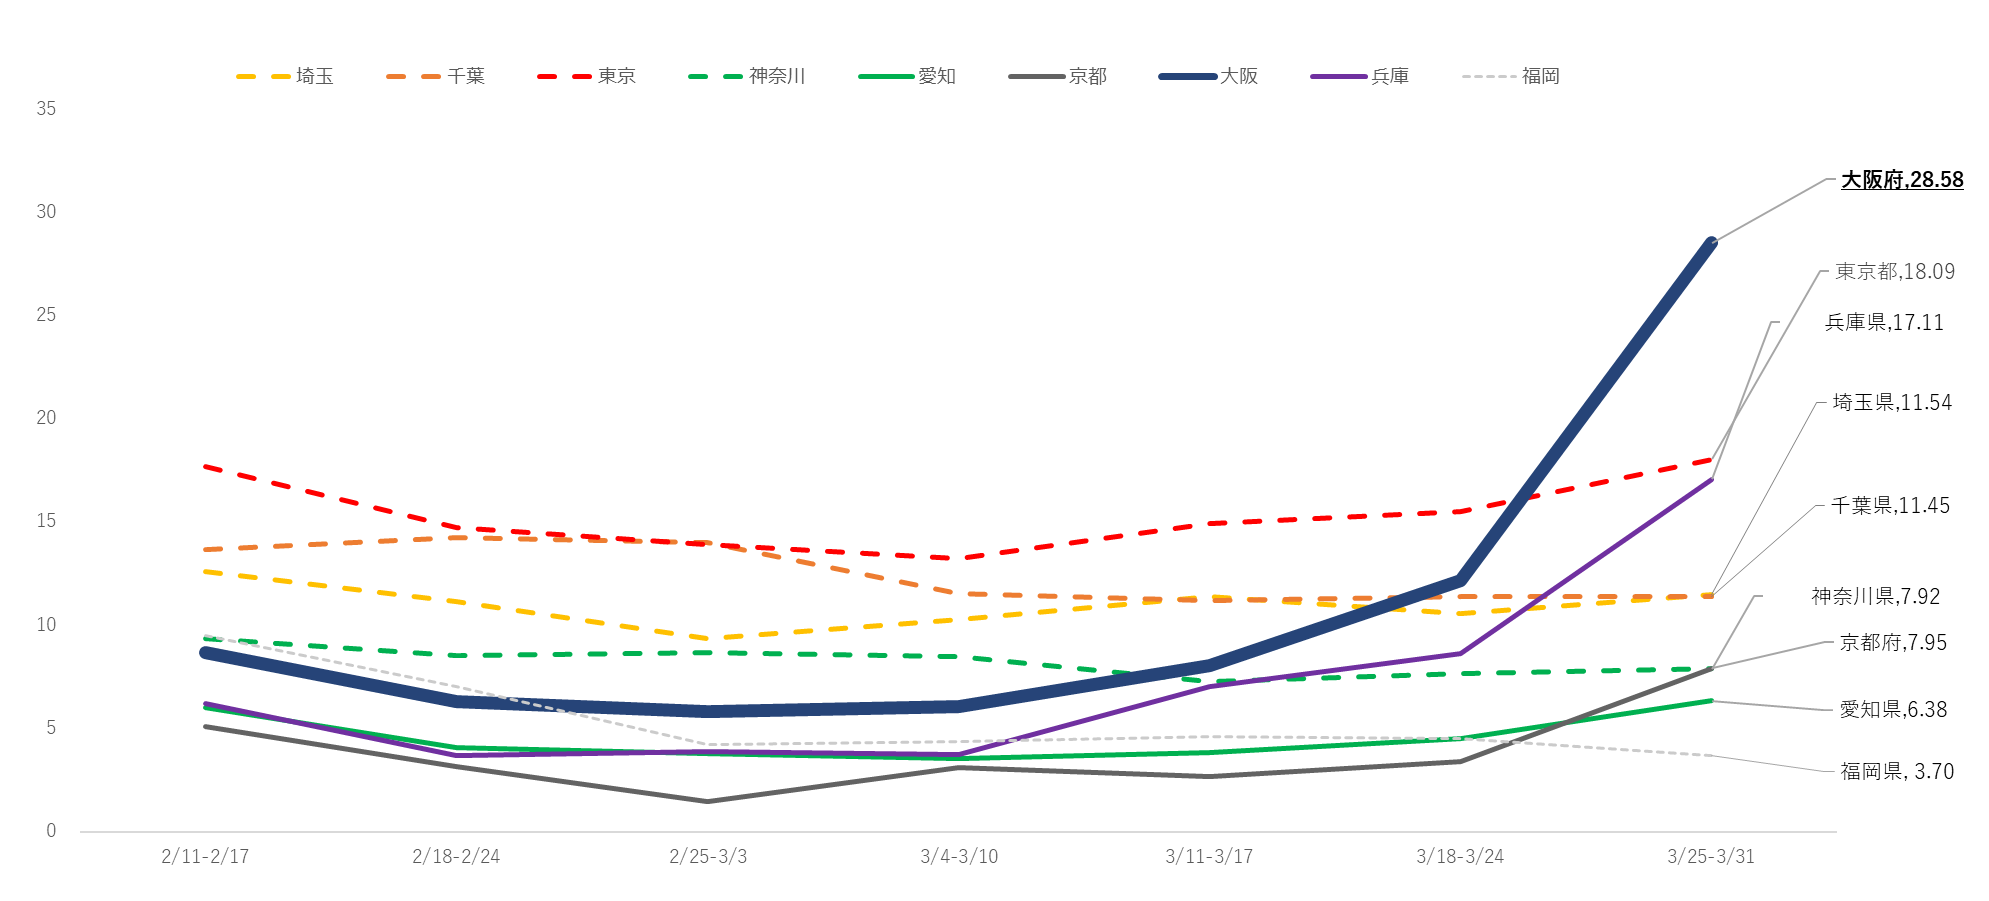 埼玉 千葉 東京 神奈川 愛知 京都 大阪 兵庫 福岡
35
30
25
20
15
10
5
0
大阪府,28.58
東京都,18.09
兵庫県,17.11
埼玉県,11.54
千葉県,11.45
神奈川県,7.92
京都府,7.95
愛知県,6.38
福岡県, 3.70
2/11-2/17 2/18-2/24 2/25-3/3 3/4-3/10 3/11-3/17 3/18-3/24 3/25-3/31